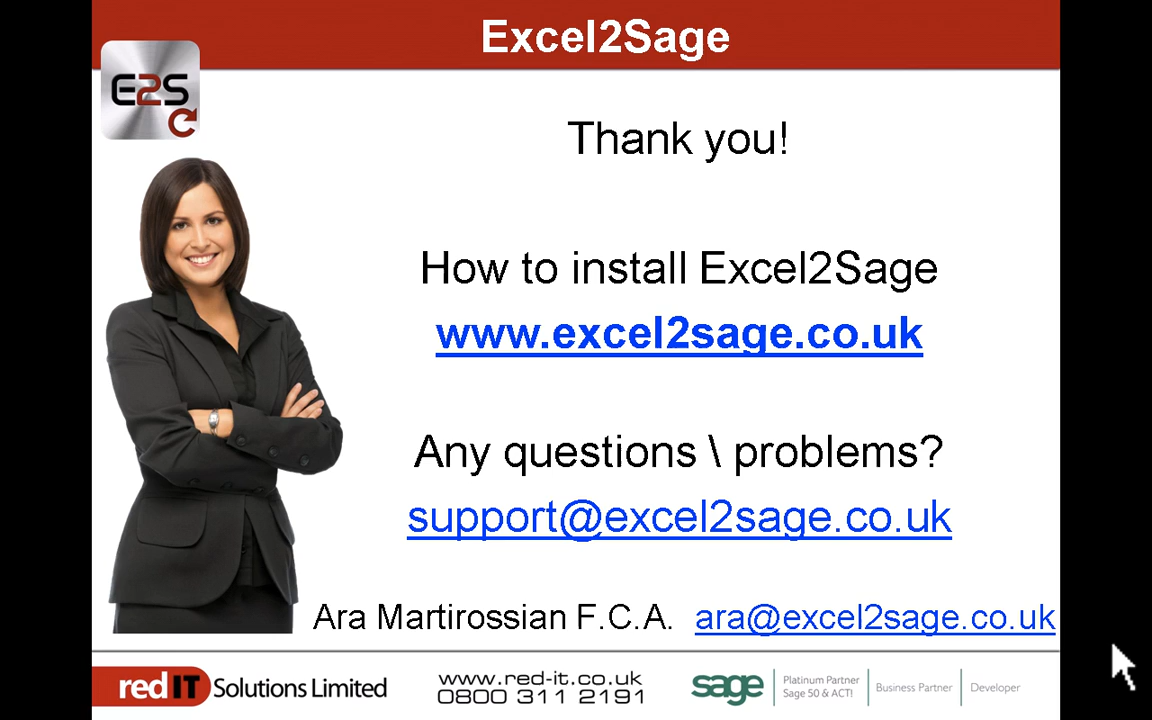 Excel2Sage
E2S
Thank you!
How to install Excel2Sage
www.excel2sage.co.uk
Any questions \ problems?
support@excel2sage.co.uk
Ara Martirossian F.C.A. ara@excel2sage.co.uk
red IT Solutions Limited
www.red-it.co.uk
0800 311 2191
sage
Platinum Partner
Sage 50 & ACT!
Business Partner
Developer